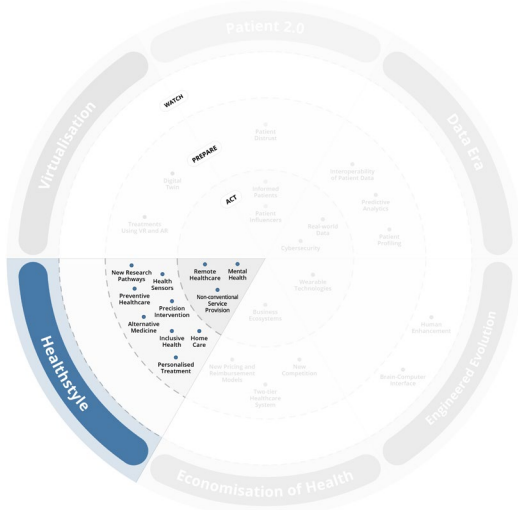 Patient 2.0
WATCH
PREPARE
ACT
Virtualisation
Data Era
Patient
Digital
Twin
Treatments
Using VR and AR
Interoperability
of Patient Data
Predictive
Analytics
Patient
Profiling
Patient
Influencers
Real-world
Data
Cybersecurity
New Research
Pathways
Health
Sensors
Preventive
Healthcare
Precision
Intervention
Alternative
Medicine
Inclusive
Health
Home
Care
Personalised
Treatment
Remote
Healthcare
Mental
Health
Non-conventional
Service
Provision
Wearable
Technologies
Business
Ecosystems
New Pricing and
Reimbursement
Models
New
Competition
Two-tier
Healthcare
System
Human
Enhancement
Brain-Computer
Interface
Healthstyle
Economisation of Health
Engineered Evolution